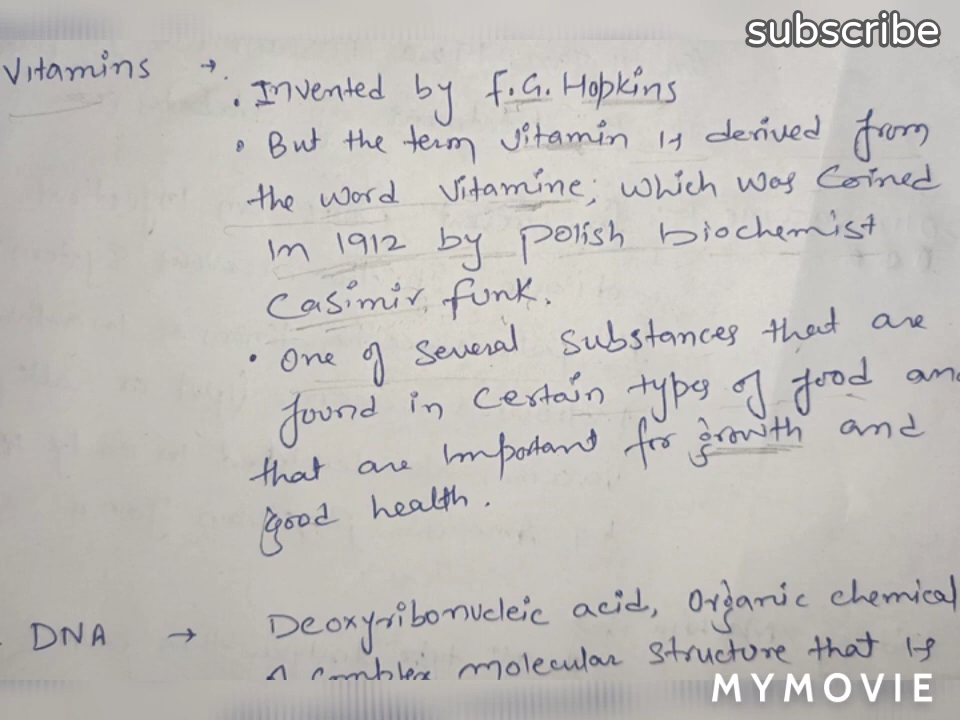 subscribe
Vitamins →
• Invented by F.G. Hopkins
• But the term Vitamin is derived from
the word Vitamine, which was Coined
In 1912 by polish biochemist
Casimir funk.
• One of several substances that are
found in certain types of food and
that are important for growth and
good health.
DNA → Deoxyribonucleic acid, Organic chemical
complex molecular structure that is
MYMOVIE